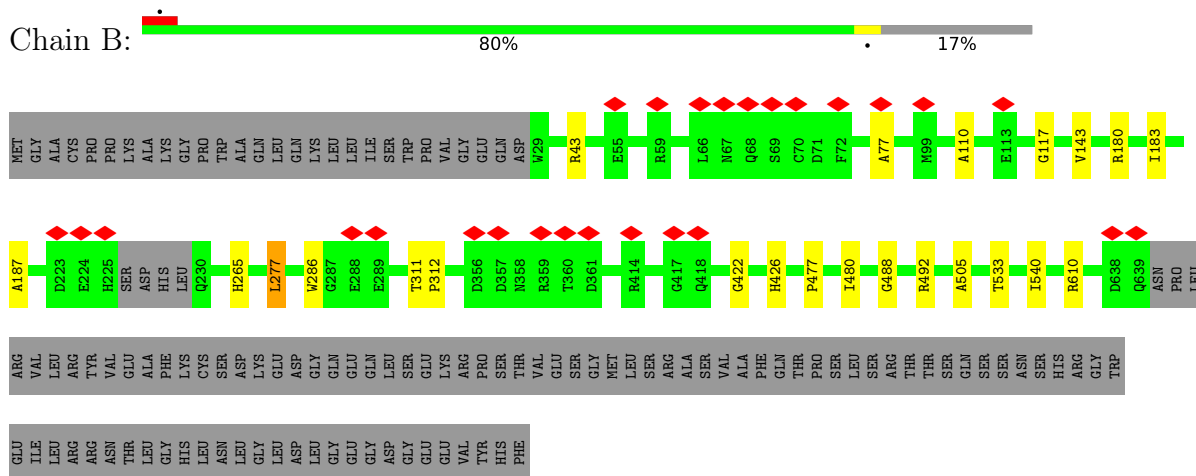 Chain B:
80%
17%
MET GLY ALA CYS PRO PRO LYS ALA LYS GLY PRO TRP ALA GLN LEU GLN LYS LEU LEU ILE SER TRP PRO VAL GLY GLU GLN ASP W29 R43 E55 R59 L66 N67 Q68 S69 C70 D71 F72 A77 M99 A110 E113 G117 V143 R180 I183
A187 D223 E224 H225 SER ASP HIS LEU Q230 H265 L277 W286 G287 E288 E289 T311 P312 D356 D357 N358 R359 T360 D361 R414 G417 Q418 G422 H426 P477 I480 G488 R492 A505 T533 I540 R610 D638 Q639 ASN PRO LEU
ARG VAL LEU ARG TYR VAL GLU ALA PHE LYS CYS SER ASP LYS GLU ASP GLY GLN GLU GLN LEU SER GLU LYS ARG PRO SER THR VAL GLU SER GLY MET LEU SER ARG ALA SER VAL ALA PHE GLN THR PRO SER LEU SER ARG THR THR SER GLN SER SER ASN SER HIS ARG GLY TRP
GLU ILE LEU ARG ARG ASN THR LEU GLY HIS LEU ASN LEU GLY LEU ASP LEU GLY GLU GLY ASP GLY GLU GLU VAL TYR HIS PHE